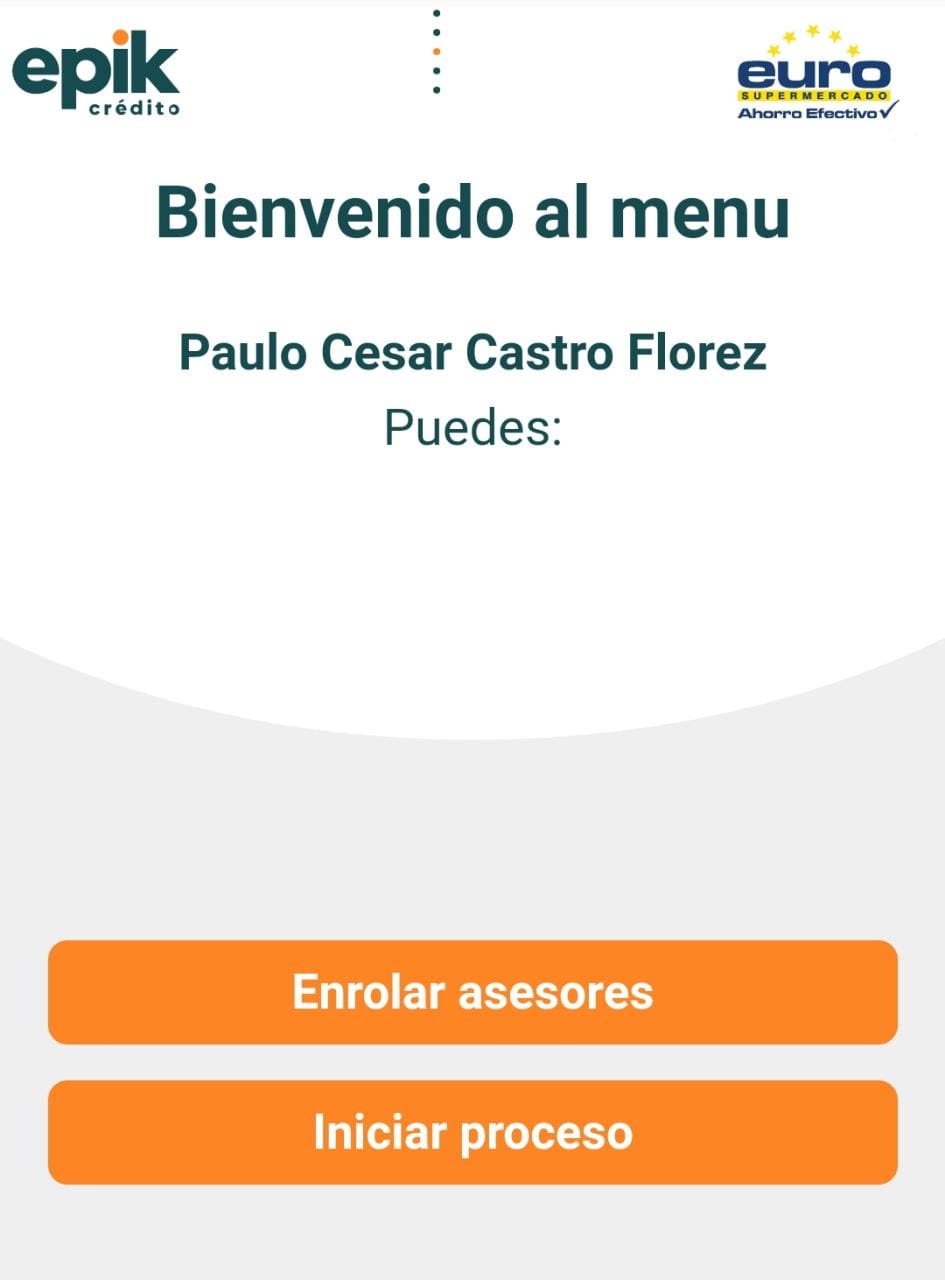 epik
crédito
euro
SUPERMERCADO
Ahorro Efectivo
Bienvenido al menu
Paulo Cesar Castro Florez
Puedes:
Enrolar asesores
Iniciar proceso